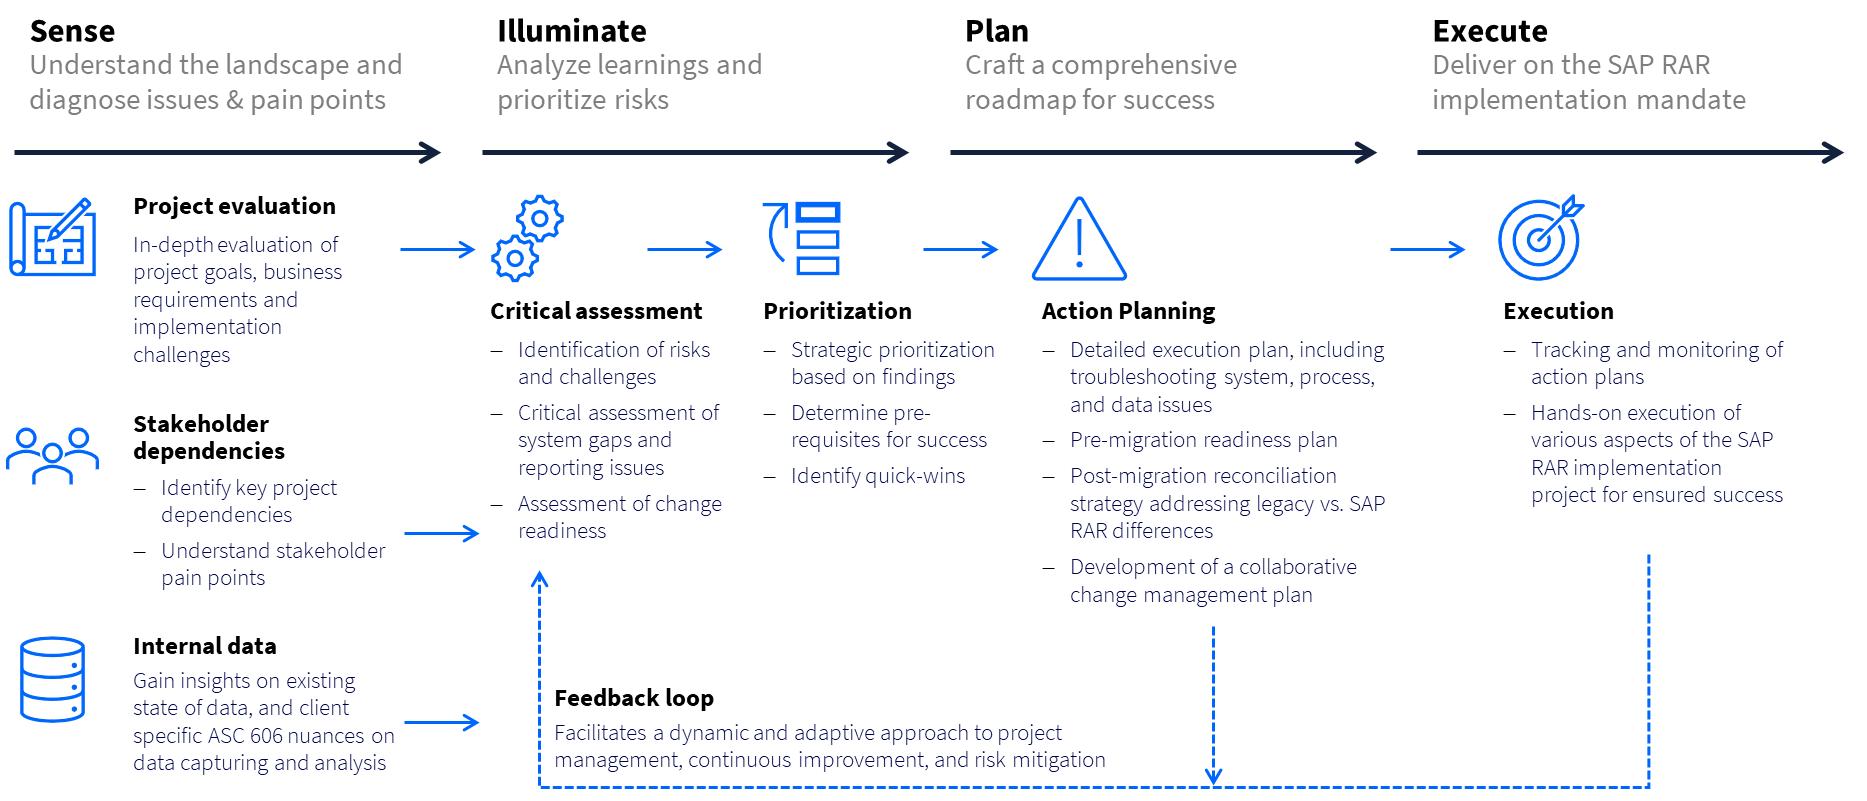 Sense
Understand the landscape and
diagnose issues & pain points
Illuminate
Analyze learnings and
prioritize risks
Plan
Craft a comprehensive
roadmap for success
Execute
Deliver on the SAP RAR
implementation mandate
Project evaluation
In-depth evaluation of
project goals, business
requirements and
implementation
challenges
Stakeholder
dependencies
– Identify key project
dependencies
– Understand stakeholder
pain points
Internal data
Gain insights on existing
state of data, and client
specific ASC 606 nuances on
data capturing and analysis
Critical assessment
– Identification of risks
and challenges
– Critical assessment of
system gaps and
reporting issues
– Assessment of change
readiness
Prioritization
– Strategic prioritization
based on findings
– Determine pre-
requisites for success
– Identify quick-wins
Action Planning
– Detailed execution plan, including
troubleshooting system, process,
and data issues
– Pre-migration readiness plan
– Post-migration reconciliation
strategy addressing legacy vs. SAP
RAR differences
– Development of a collaborative
change management plan
Execution
– Tracking and monitoring of
action plans
– Hands-on execution of
various aspects of the SAP
RAR implementation
project for ensured success
Feedback loop
Facilitates a dynamic and adaptive approach to project
management, continuous improvement, and risk mitigation